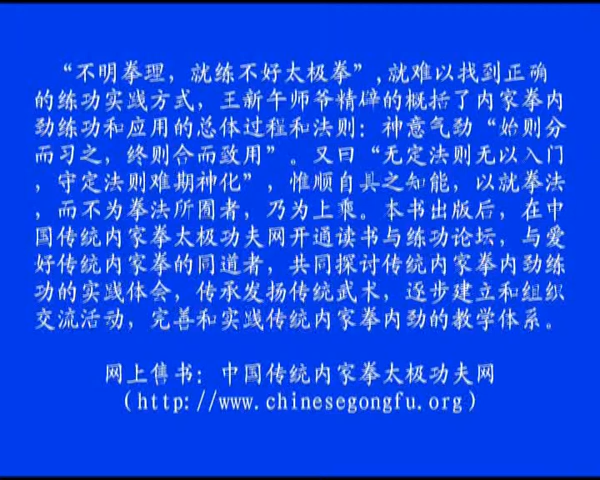 “不明拳理，就练不好太极拳”,就难以找到正确
的练功实践方式，王新午师爷精辟的概括了内家拳内
劲练功和应用的总体过程和法则：神意气劲“始则分
而习之，终则合而致用”。又曰“无定法则无以入门
，守定法则难期神化”，惟顺自具之知能，以就拳法
，而不为拳法所囿者，乃为上乘。本书出版后，在中
国传统内家拳太极功夫网开通读书与练功论坛，与爱
好传统内家拳的同道者，共同探讨传统内家拳内劲练
功的实践体会，传承发扬传统武术，逐步建立和组织
交流活动，完善和实践传统内家拳内劲的教学体系。
网上售书：中国传统内家拳太极功夫网
(http://www.chinesegongfu.org)